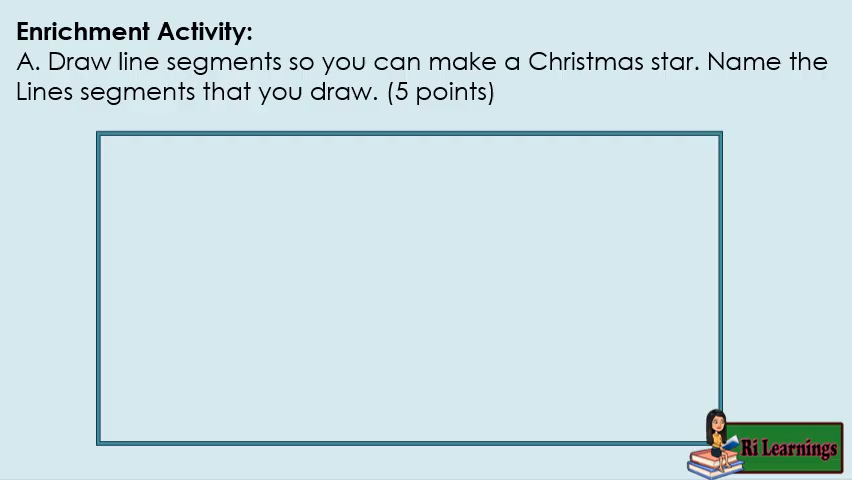 Enrichment Activity:
A. Draw line segments so you can make a Christmas star. Name the
Lines segments that you draw. (5 points)
Ri Learnings